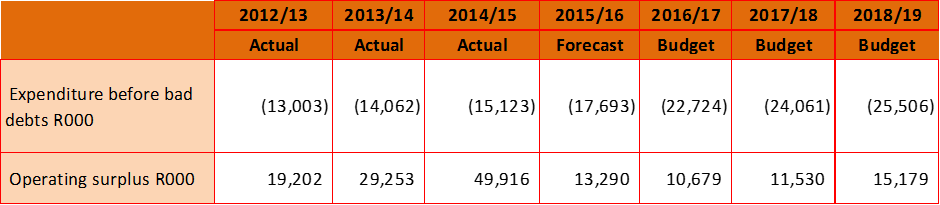 2012/13 2013/14 2014/15 2015/16 2016/17 2017/18 2018/19
Actual Actual Actual Forecast Budget Budget Budget
Expenditure before bad
debts R000 (13,003) (14,062) (15,123) (17,693) (22,724) (24,061) (25,506)
Operating surplus R000 19,202 29,253 49,916 13,290 10,679 11,530 15,179